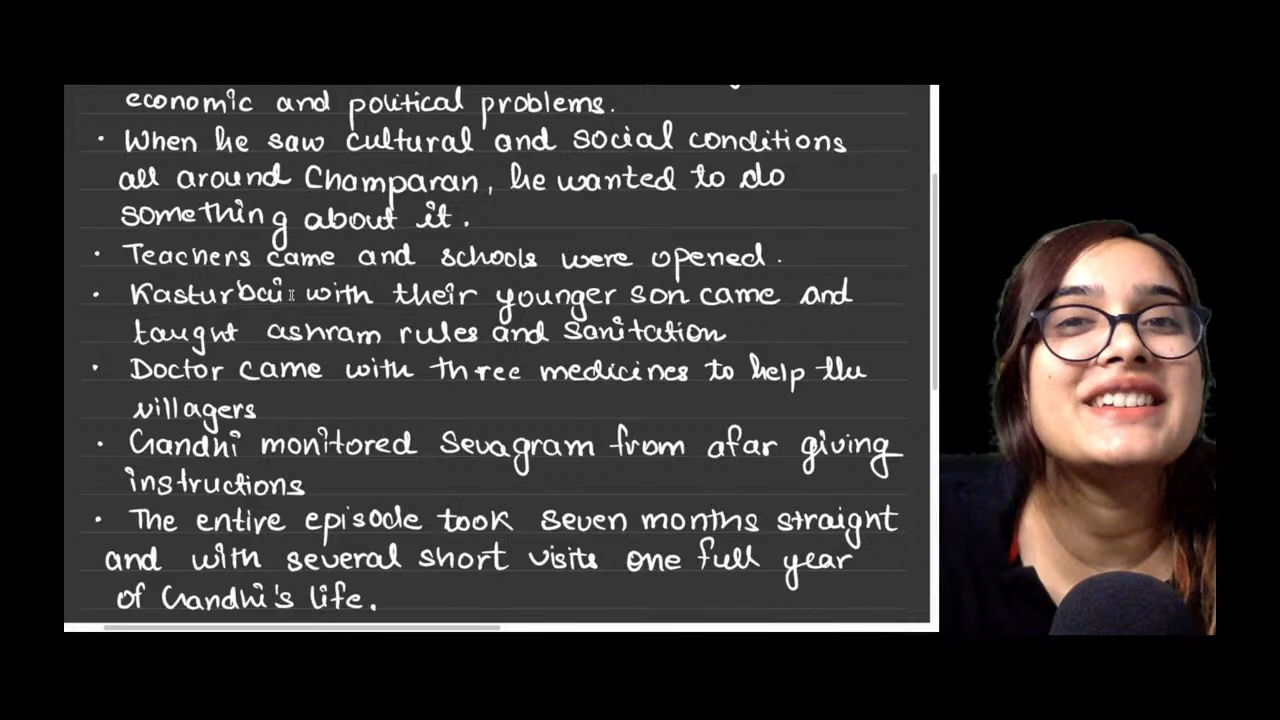 economic and political problems.
· When he saw cultural and social conditions
all around Champaran, he wanted to do
something about it.
· Teachers came and schools were opened.
· Kasturbai with their younger son came and
taught ashram rules and sanitation
· Doctor came with three medicines to help the
villagers
· Gandhi monitored Sevagram from afar giving
instructions
· The entire episode took seven months straight
and with several short visits one full year
of Gandhi's life.